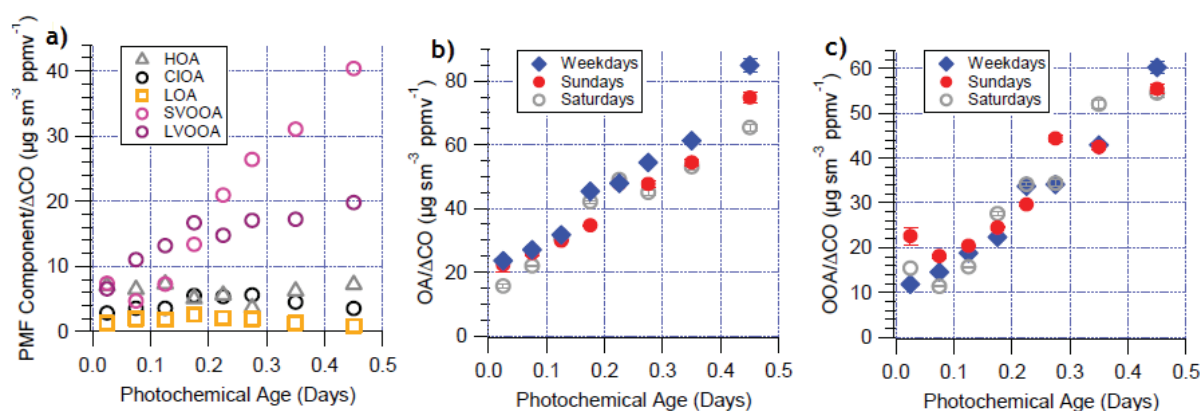 a)
HOA
CIOA
LOA
SVOOA
LVOOA
PMF Component/ΔCO (µg sm⁻³ ppmv⁻¹)
40
30
20
10
0
0.0 0.1 0.2 0.3 0.4 0.5
Photochemical Age (Days)
b)
Weekdays
Sundays
Saturdays
OA/ΔCO (µg sm⁻³ ppmv⁻¹)
80
60
40
20
0
0.0 0.1 0.2 0.3 0.4 0.5
Photochemical Age (Days)
c)
Weekdays
Sundays
Saturdays
OOA/ΔCO (µg sm⁻³ ppmv⁻¹)
60
50
40
30
20
10
0
0.0 0.1 0.2 0.3 0.4 0.5
Photochemical Age (Days)